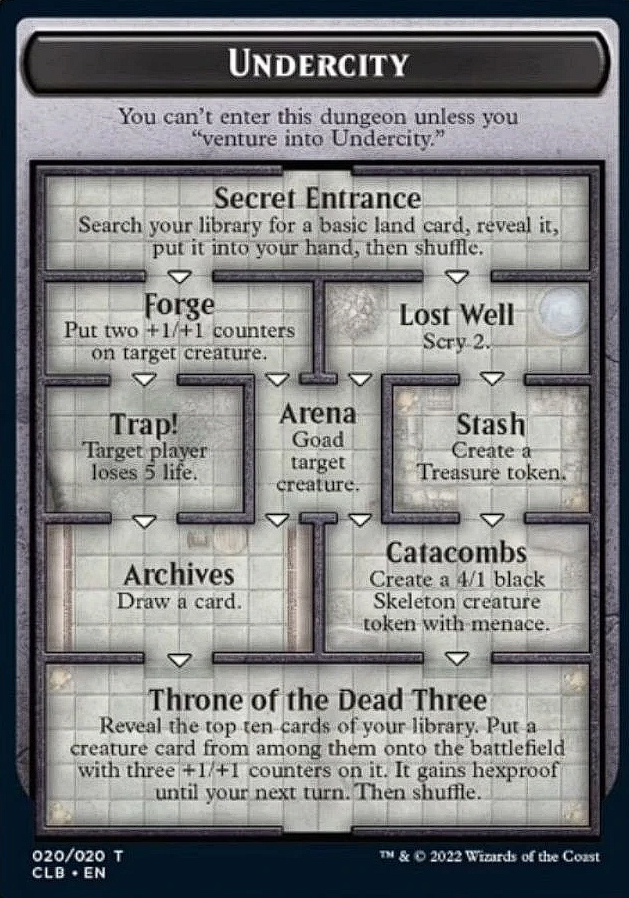 UNDERCITY
You can't enter this dungeon unless you
"venture into Undercity."
Secret Entrance
Search your library for a basic land card, reveal it,
put it into your hand, then shuffle.
Forge
Put two +1/+1 counters
on target creature.
Lost Well
Scry 2.
Trap!
Target player
loses 5 life.
Arena
Goad
target
creature.
Stash
Create a
Treasure token.
Archives
Draw a card.
Catacombs
Create a 4/1 black
Skeleton creature
token with menace.
Throne of the Dead Three
Reveal the top ten cards of your library. Put a
creature card from among them onto the battlefield
with three +1/+1 counters on it. It gains hexproof
until your next turn. Then shuffle.
020/020 T
CLB • EN
™ & © 2022 Wizards of the Coast